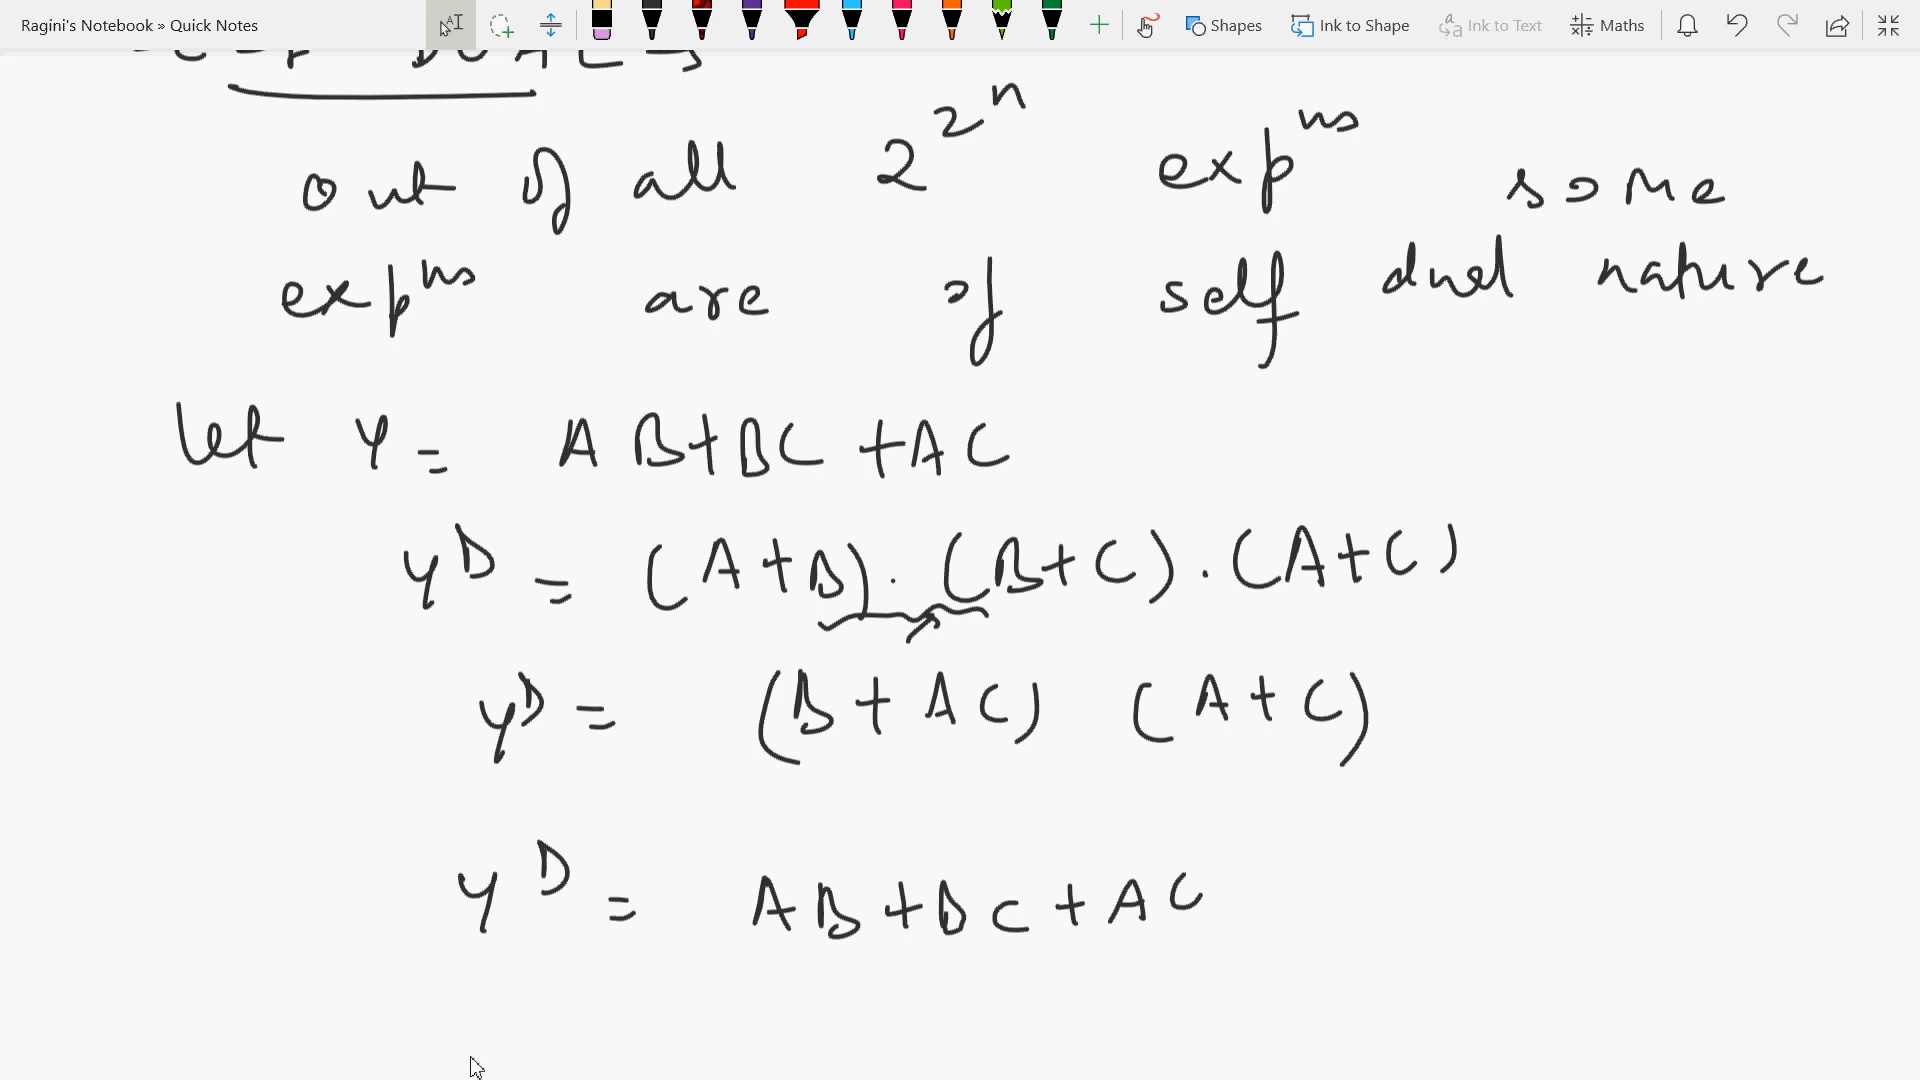 Ragini's Notebook » Quick Notes Shapes Ink to Shape Ink to Text Maths
out of all 2^2^n exp^ns some
exp^ns are of self dual nature
let Y = AB+BC+AC
Y^D = (A+B).(B+C).(A+C)
Y^D = (B+AC) (A+C)
Y^D = AB+BC+AC